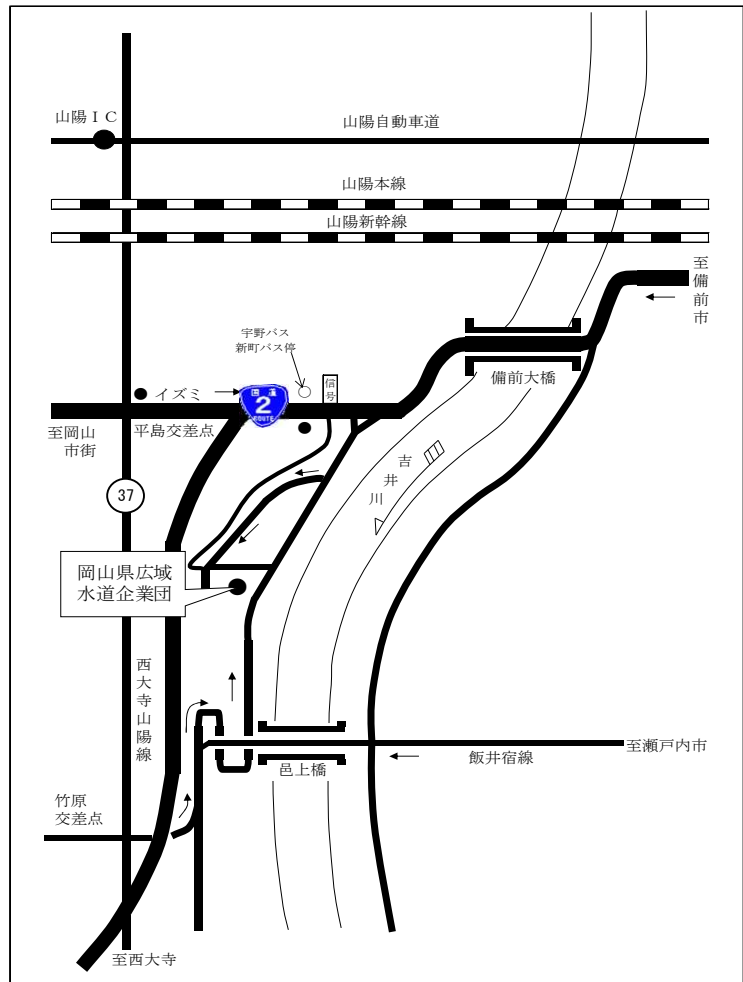 山陽ＩＣ
山陽自動車道
山陽本線
山陽新幹線
至備前市
宇野バス
新町バス停
信号
備前大橋
イズミ
国道
2
ROUTE
至岡山
市街
平島交差点
吉井川
37
岡山県広域
水道企業団
西大寺山陽線
邑上橋
飯井宿線
至瀬戸内市
竹原
交差点
至西大寺